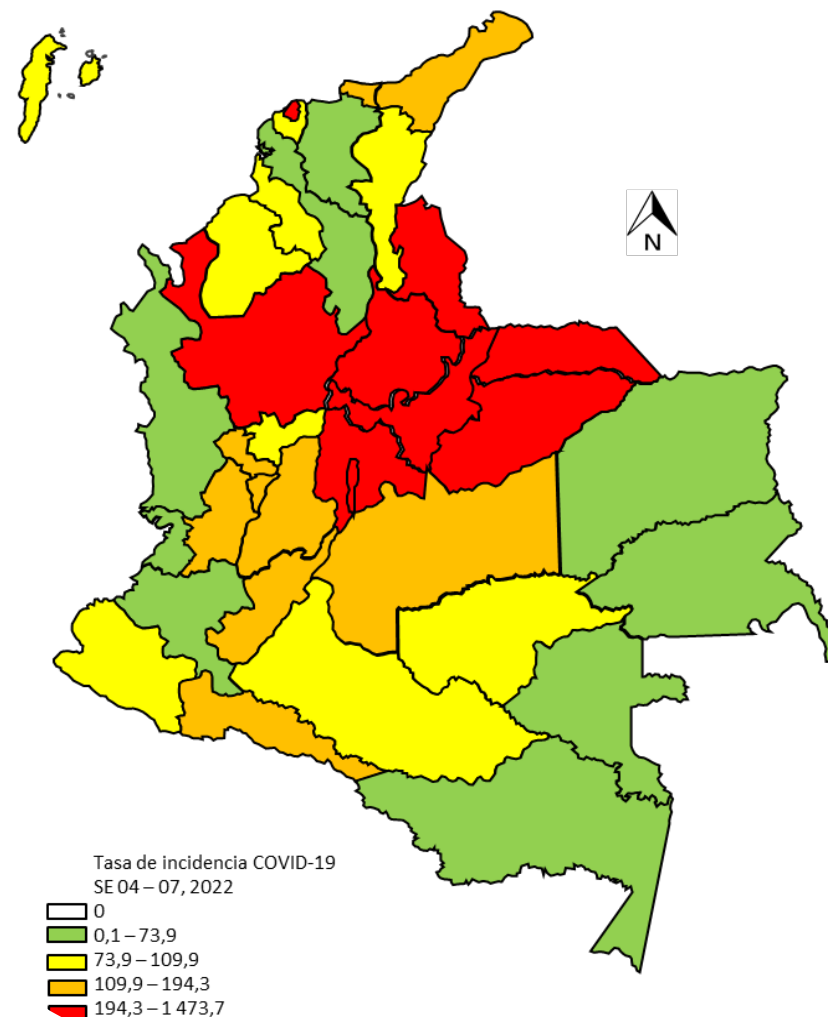 N
Tasa de incidencia COVID-19
SE 04 – 07, 2022
0
0,1 – 73,9
73,9 – 109,9
109,9 – 194,3
194,3 – 1 473,7